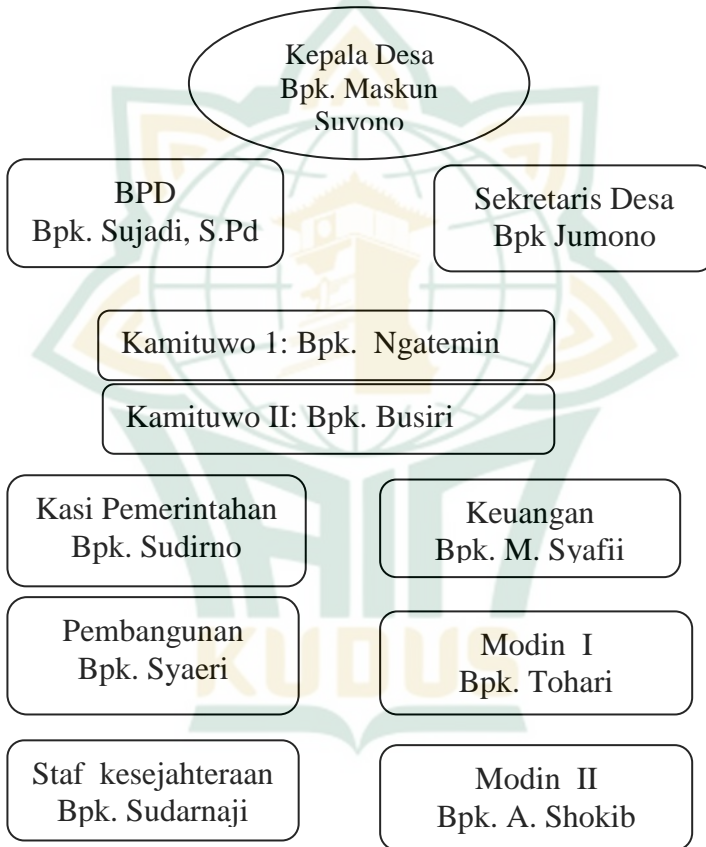 Kepala Desa
Bpk. Maskun
Suyono
BPD
Bpk. Sujadi, S.Pd
Sekretaris Desa
Bpk Jumono
Kamituwo 1: Bpk. Ngatemin
Kamituwo II: Bpk. Busiri
Kasi Pemerintahan
Bpk. Sudirno
Keuangan
Bpk. M. Syafii
Pembangunan
Bpk. Syaeri
Modin I
Bpk. Tohari
Staf kesejahteraan
Bpk. Sudarnaji
Modin II
Bpk. A. Shokib
KUDUS